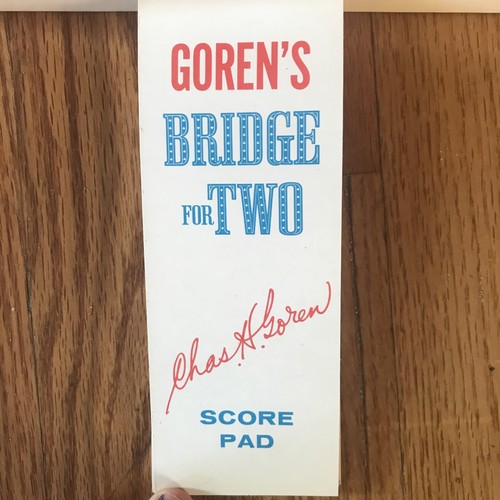 GOREN'S
BRIDGE
FOR TWO
Chas. H. Goren
SCORE
PAD